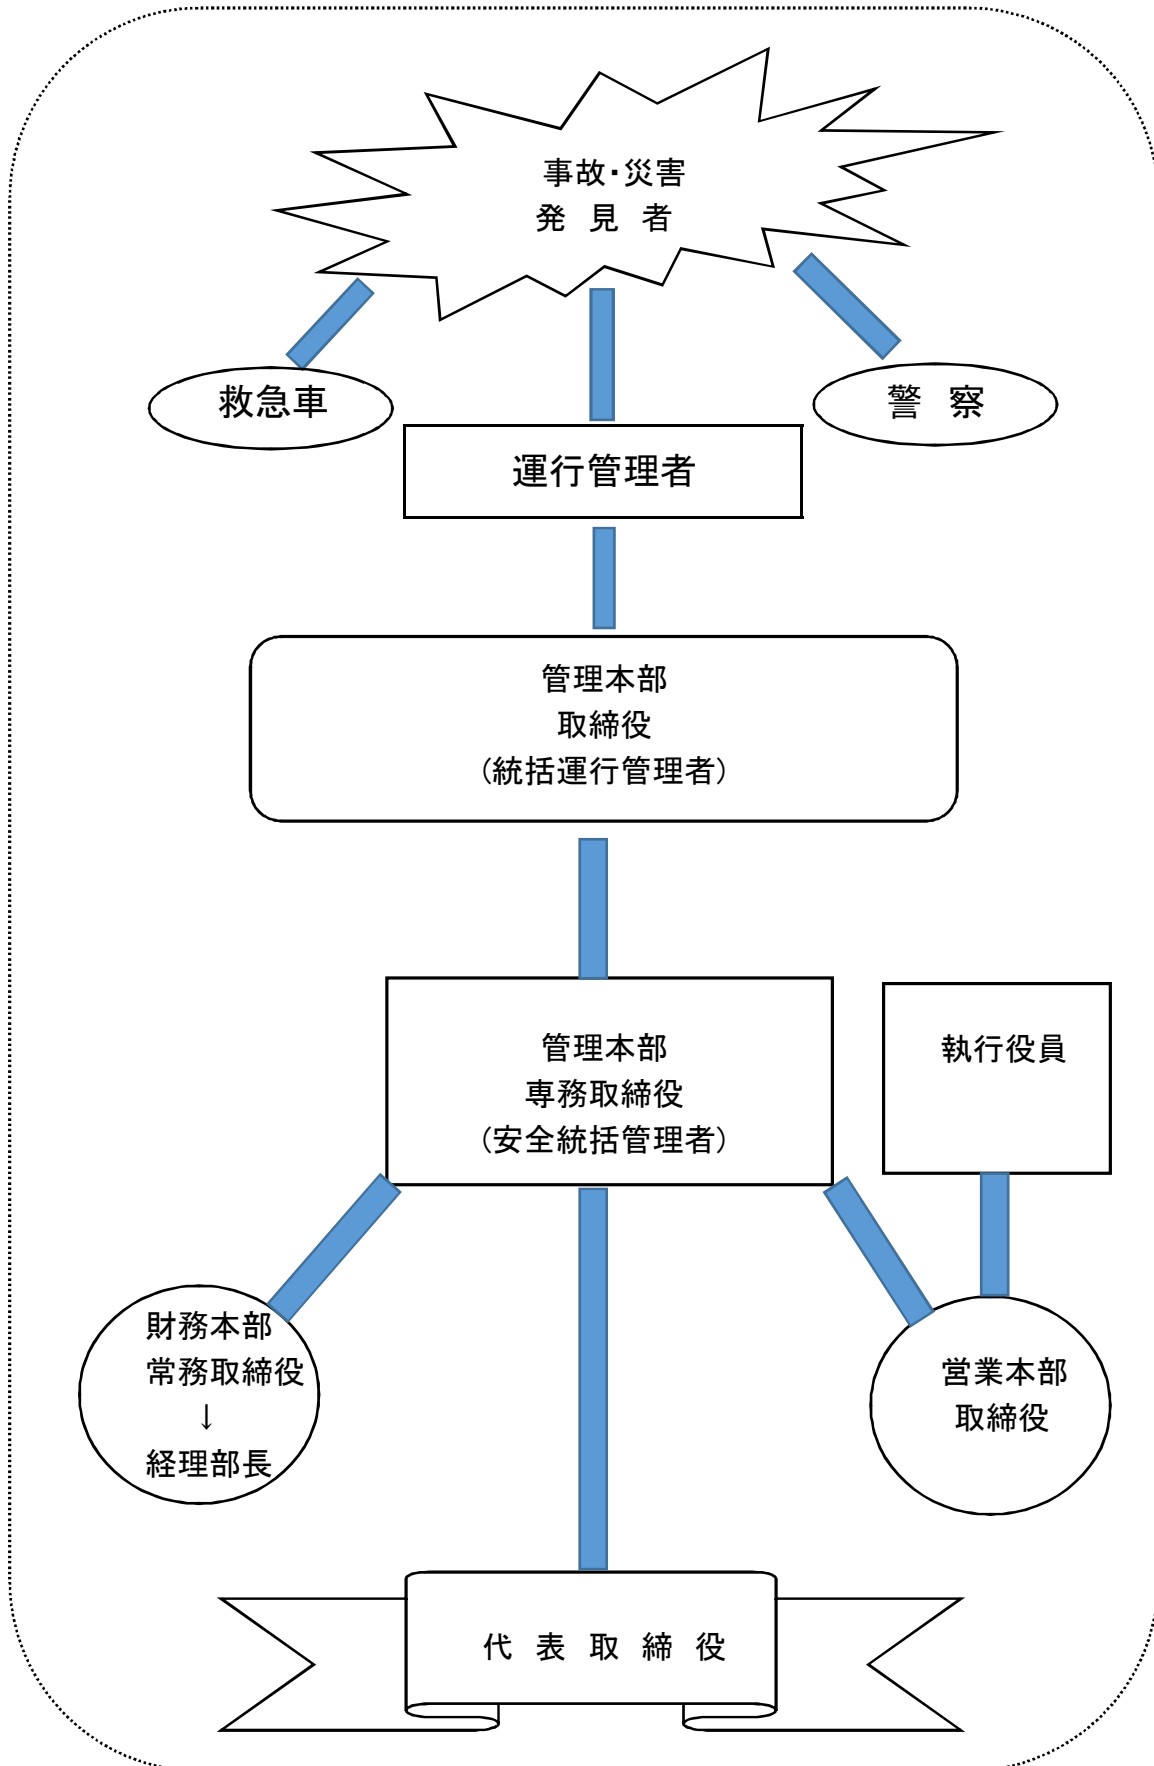 事故・災害
発 見 者
救急車
警 察
運行管理者
管理本部
取締役
(統括運行管理者)
管理本部
専務取締役
(安全統括管理者)
執行役員
財務本部
常務取締役
↓
経理部長
営業本部
取締役
代 表 取 締 役